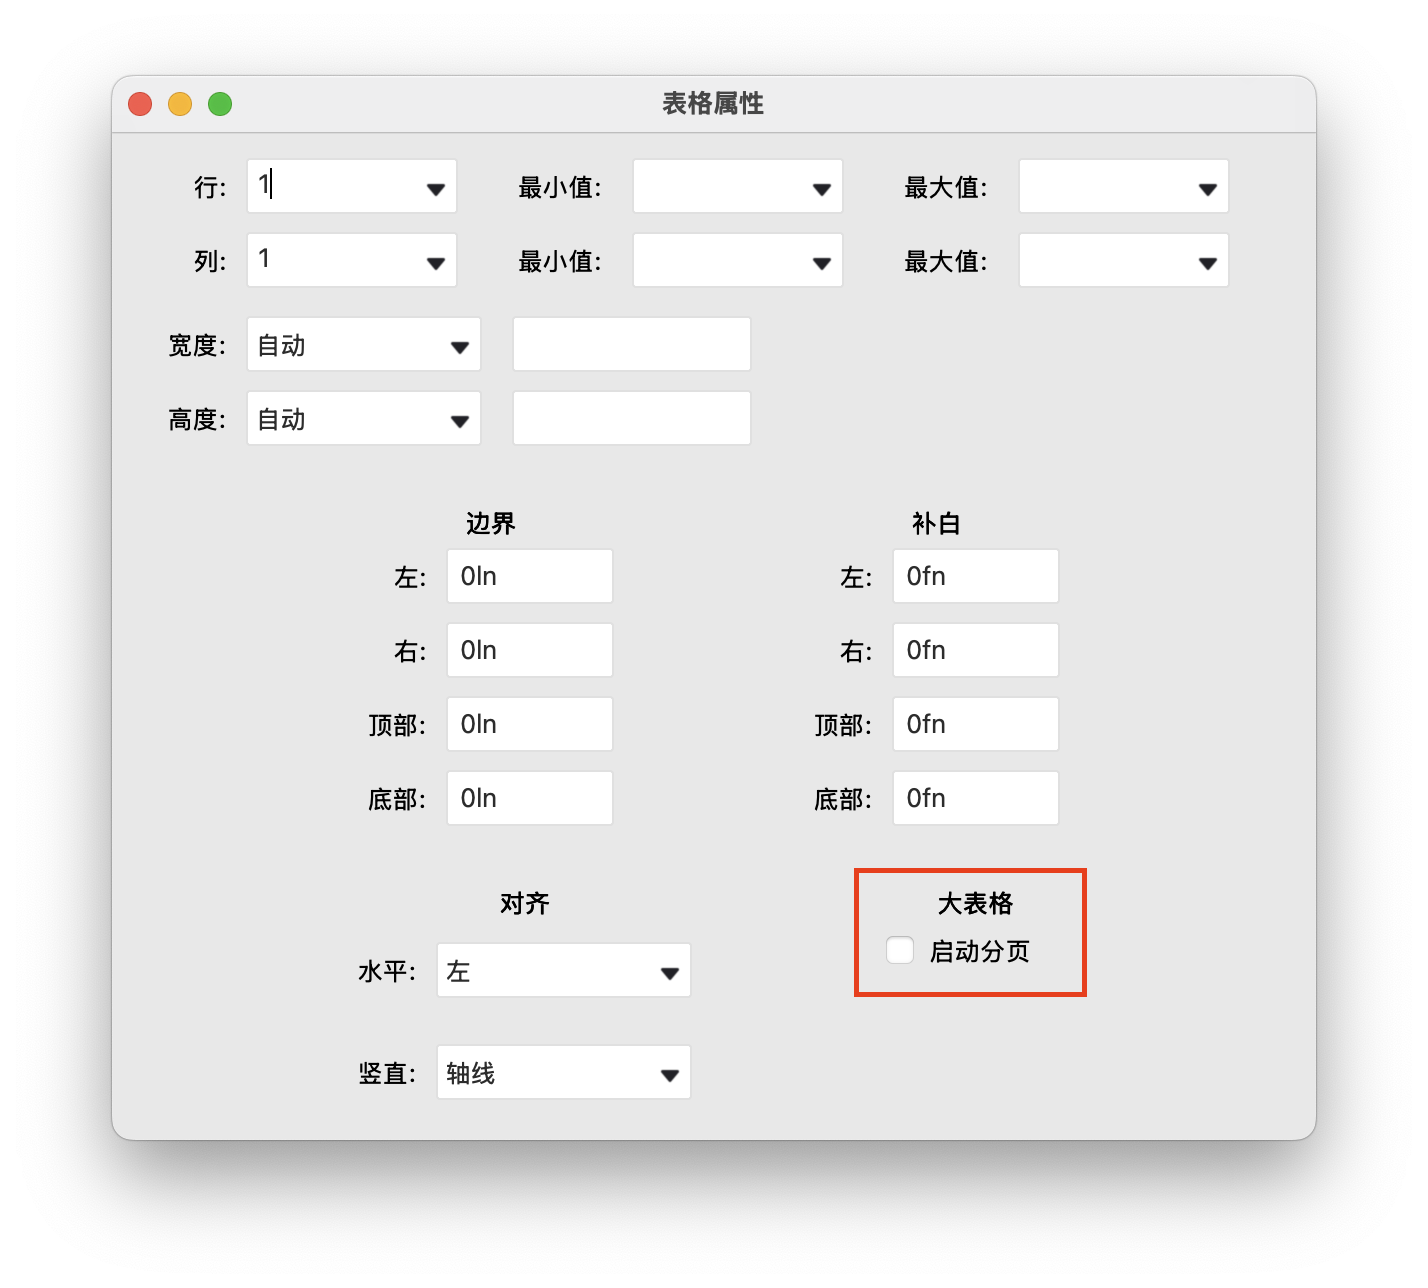 表格属性
行: 1 最小值: 最大值:
列: 1 最小值: 最大值:
宽度: 自动
高度: 自动
边界 补白
左: 0ln 左: 0fn
右: 0ln 右: 0fn
顶部: 0ln 顶部: 0fn
底部: 0ln 底部: 0fn
对齐 大表格
启动分页
水平: 左
竖直: 轴线